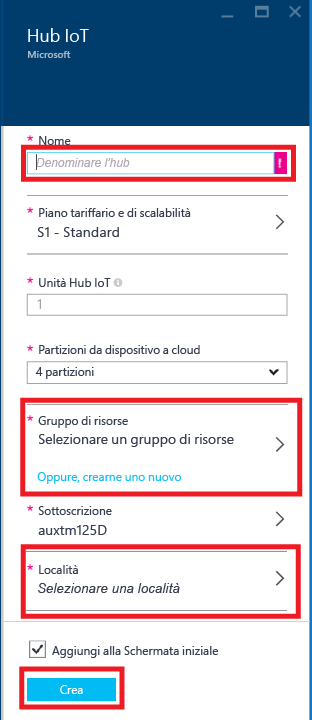 Hub IoT
Microsoft
* Nome
Denominare l'hub
!
* Piano tariffario e di scalabilità
S1 - Standard
* Unità Hub IoT
1
* Partizioni da dispositivo a cloud
4 partizioni
* Gruppo di risorse
Selezionare un gruppo di risorse
Oppure, crearne uno nuovo
* Sottoscrizione
auxtm125D
* Località
Selezionare una località
Aggiungi alla Schermata iniziale
Crea